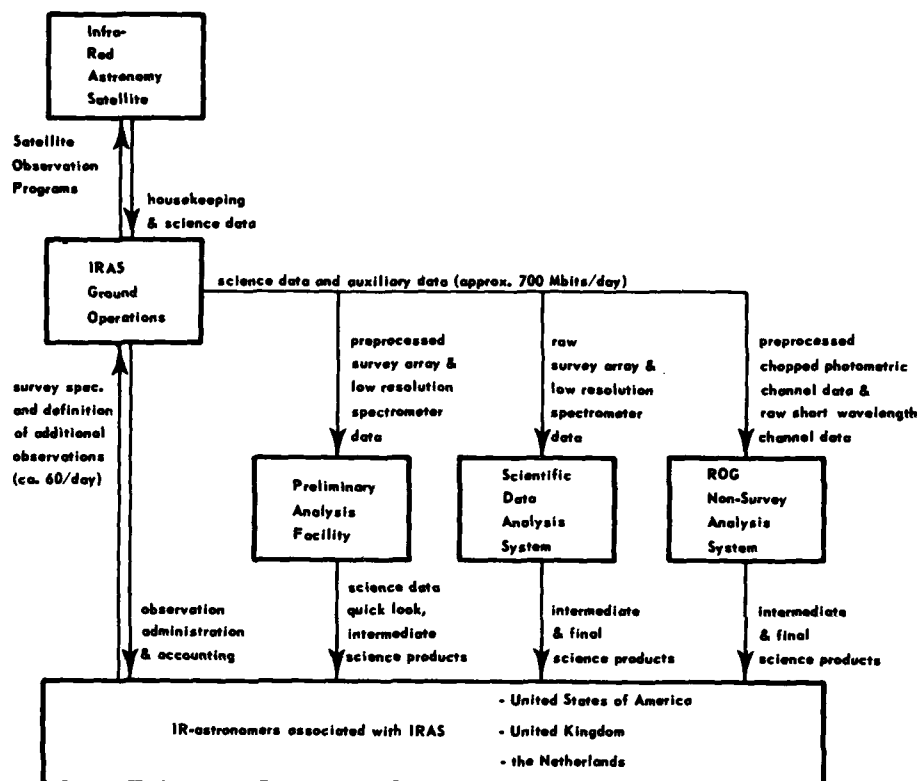 Infra-
Red
Astronomy
Satellite
Satellite
Observation
Programs
housekeeping
& science data
IRAS
Ground
Operations
science data and auxiliary data (approx. 700 Mbits/day)
survey spec.
and definition
of additional
observations
(ca. 60/day)
preprocessed
survey array &
low resolution
spectrometer
data
raw
survey array &
low resolution
spectrometer
data
preprocessed
chopped photometric
channel data &
raw short wavelength
channel data
Preliminary
Analysis
Facility
Scientific
Data
Analysis
System
ROG
Non-Survey
Analysis
System
observation
administration
& accounting
science data
quick look,
intermediate
science products
intermediate
& final
science products
intermediate
& final
science products
IR-astronomers associated with IRAS
- United States of America
- United Kingdom
- the Netherlands